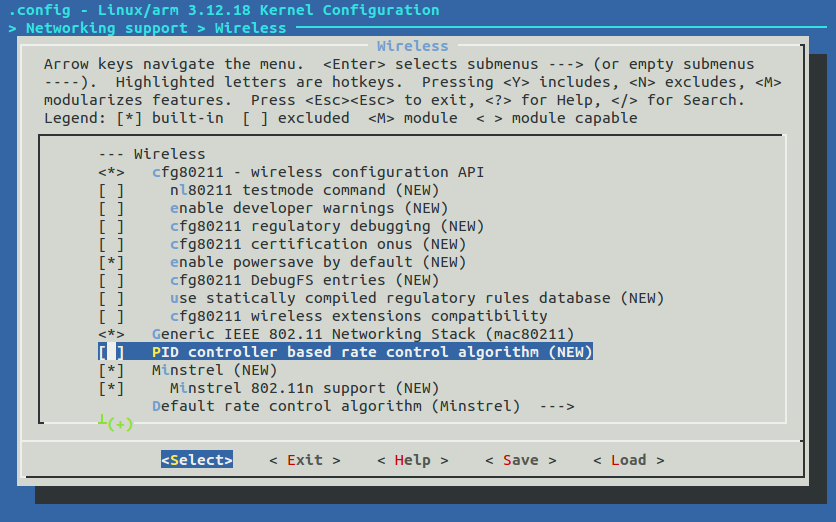 .config - Linux/arm 3.12.18 Kernel Configuration
> Networking support > Wireless
Wireless
Arrow keys navigate the menu.  <Enter> selects submenus ---> (or empty submenus
----).  Highlighted letters are hotkeys.  Pressing <Y> includes, <N> excludes, <M>
modularizes features.  Press <Esc><Esc> to exit, <?> for Help, </> for Search.
Legend: [*] built-in  [ ] excluded  <M> module  < > module capable
--- Wireless
<*>   cfg80211 - wireless configuration API
[ ]     nl80211 testmode command (NEW)
[ ]     enable developer warnings (NEW)
[ ]     cfg80211 regulatory debugging (NEW)
[ ]     cfg80211 certification onus (NEW)
[*]     enable powersave by default (NEW)
[ ]     cfg80211 DebugFS entries (NEW)
[ ]     use statically compiled regulatory rules database (NEW)
[ ]     cfg80211 wireless extensions compatibility
<*>   Generic IEEE 802.11 Networking Stack (mac80211)
[ ]   PID controller based rate control algorithm (NEW)
[*]   Minstrel (NEW)
[*]     Minstrel 802.11n support (NEW)
Default rate control algorithm (Minstrel)  --->
┴(+)
<Select>    < Exit >    < Help >    < Save >    < Load >